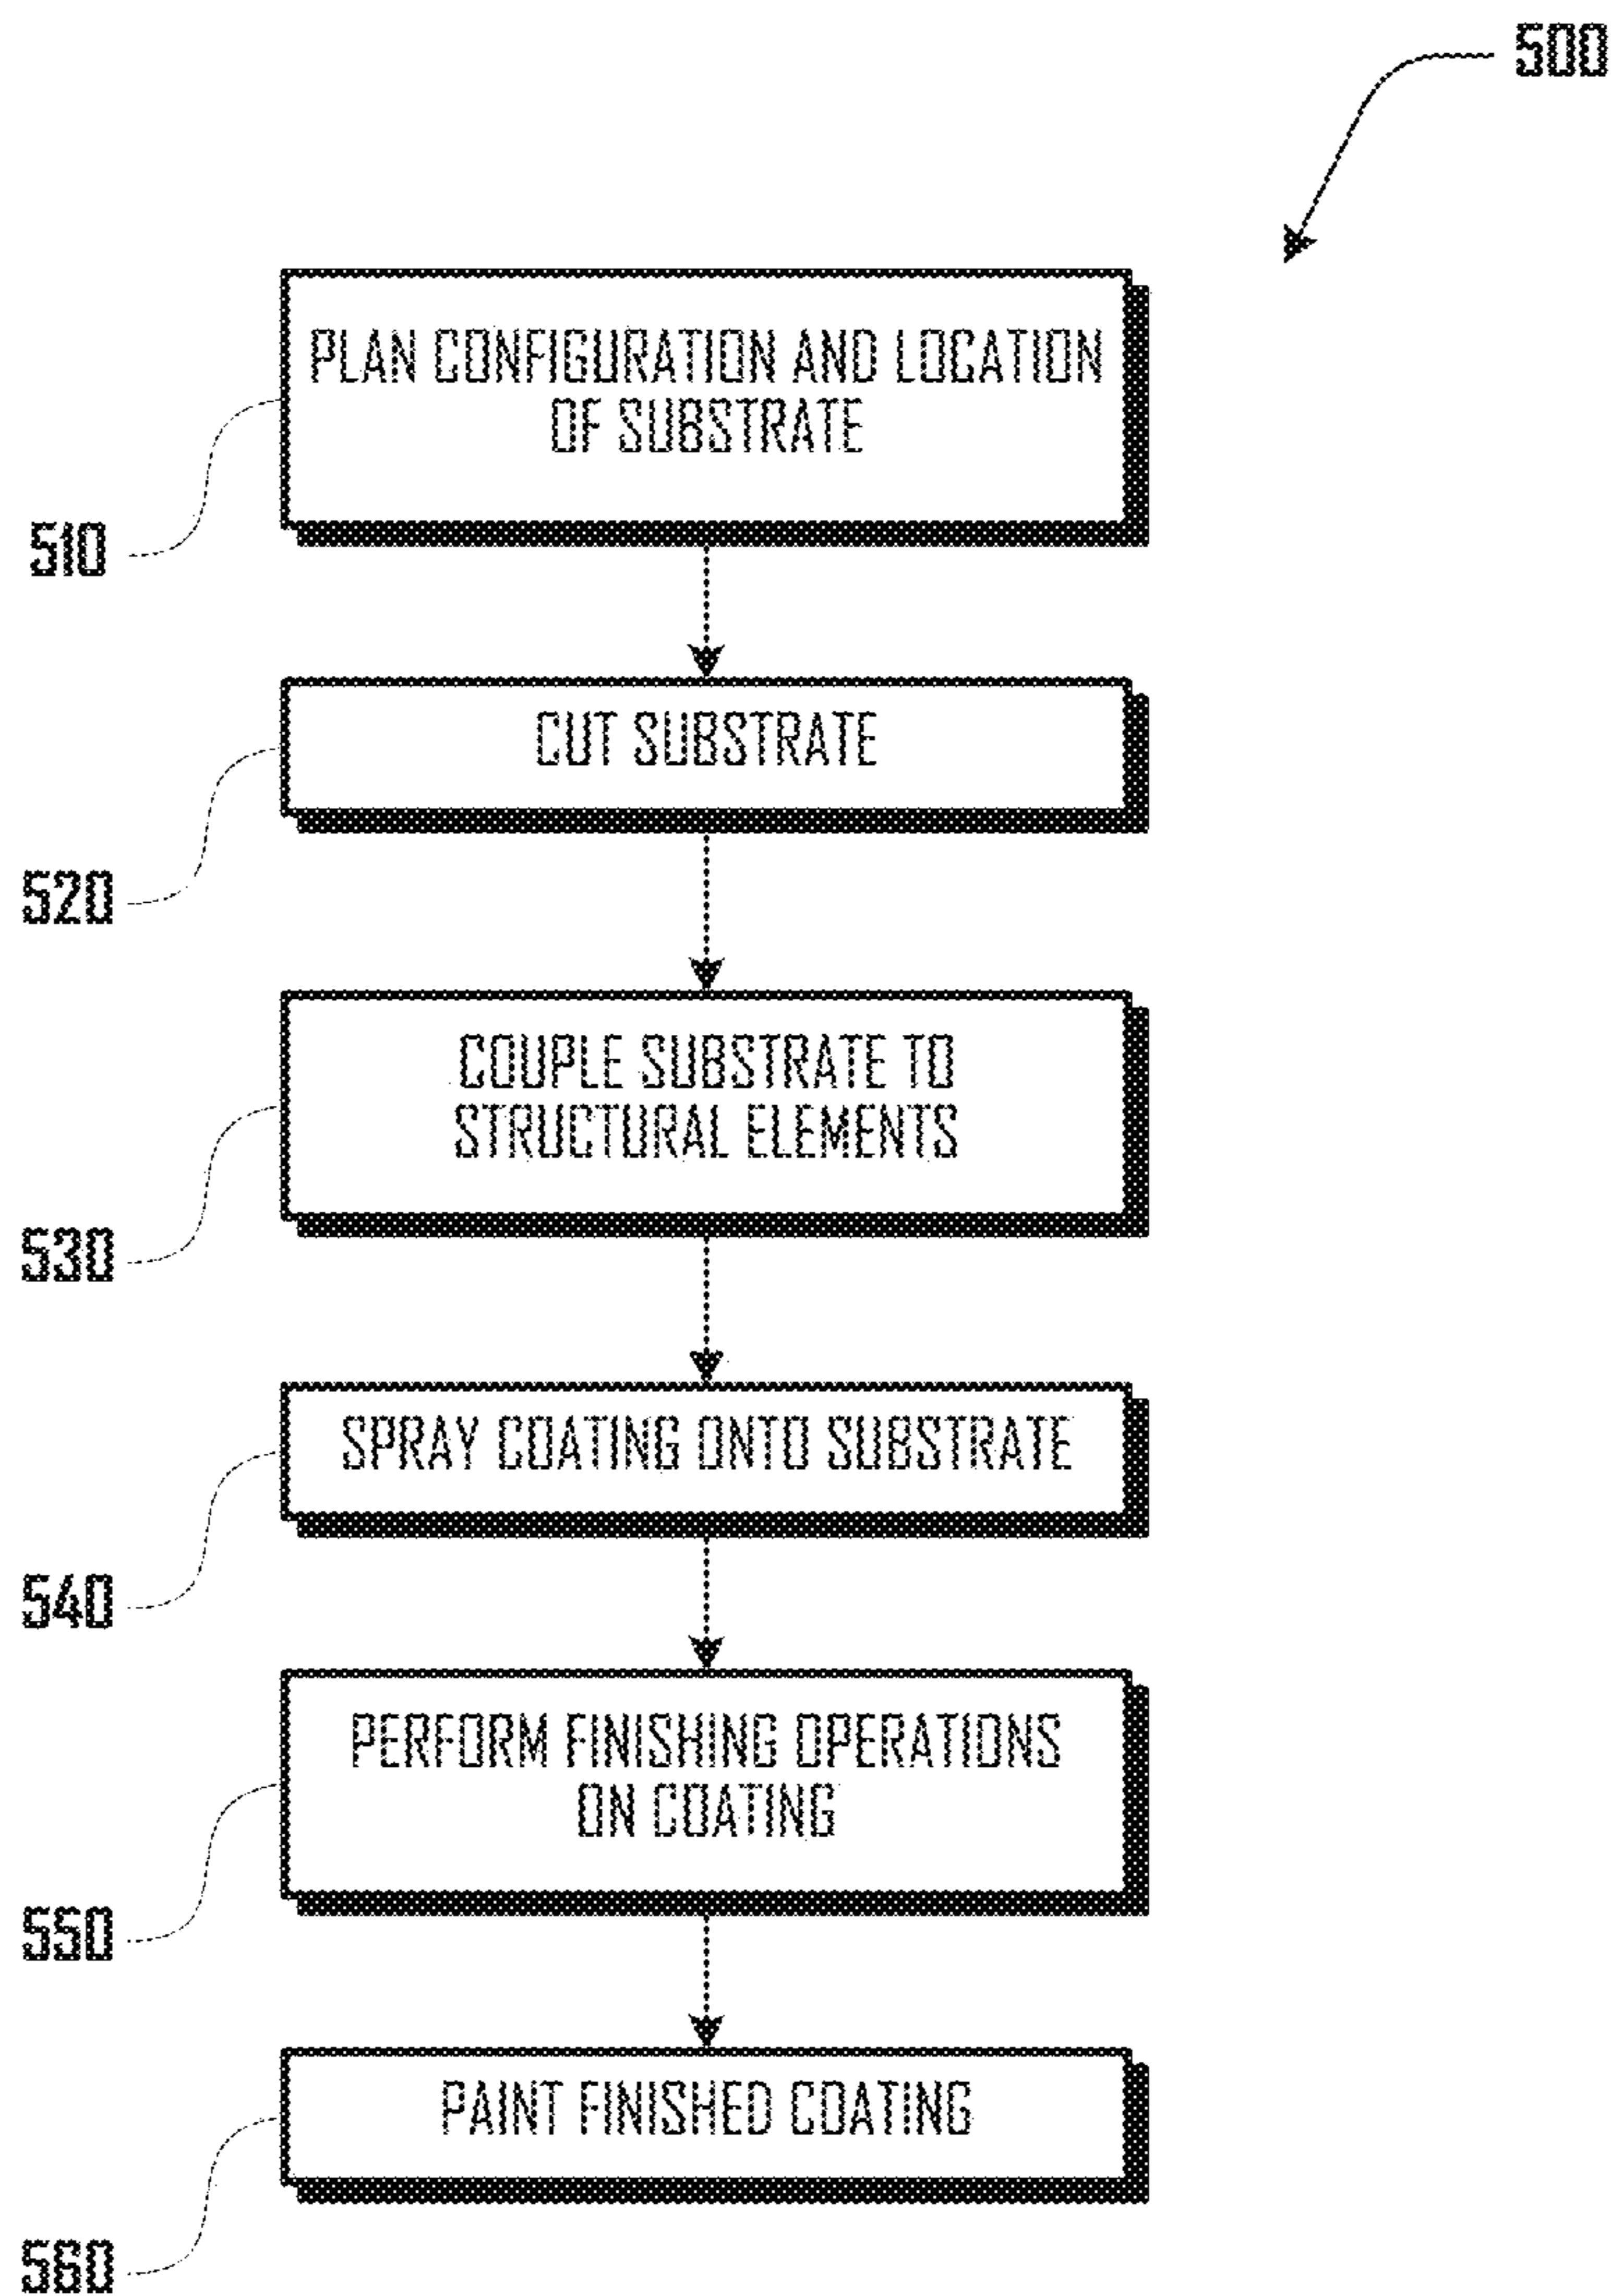 500
PLAN CONFIGURATION AND LOCATION
OF SUBSTRATE
510
CUT SUBSTRATE
520
COUPLE SUBSTRATE TO
STRUCTURAL ELEMENTS
530
SPRAY COATING ONTO SUBSTRATE
540
PERFORM FINISHING OPERATIONS
ON COATING
550
PAINT FINISHED COATING
560